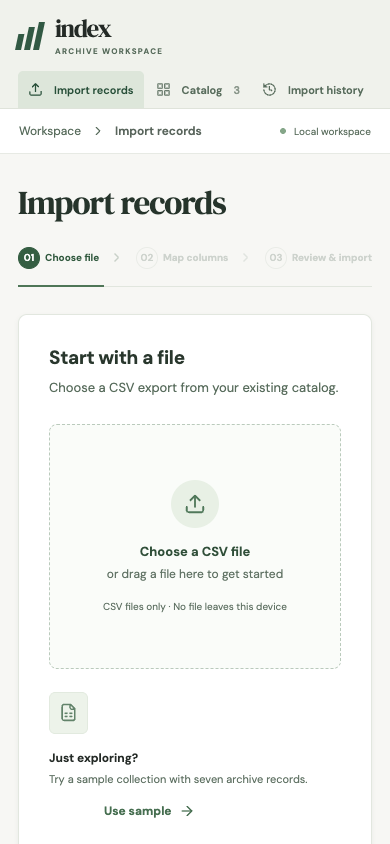 index
ARCHIVE WORKSPACE
Import records
Catalog 3
Import history
Workspace
Import records
Local workspace
Import records
01 Choose file
02 Map columns
03 Review & import
Start with a file
Choose a CSV export from your existing catalog.
Choose a CSV file
or drag a file here to get started
CSV files only · No file leaves this device
Just exploring?
Try a sample collection with seven archive records.
Use sample